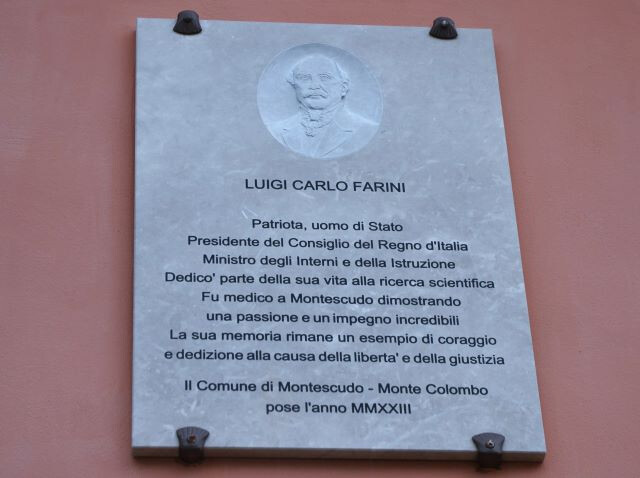 LUIGI CARLO FARINI
Patriota, uomo di Stato
Presidente del Consiglio del Regno d'Italia
Ministro degli Interni e della Istruzione
Dedico' parte della sua vita alla ricerca scientifica
Fu medico a Montescudo dimostrando
una passione e un impegno incredibili
La sua memoria rimane un esempio di coraggio
e dedizione alla causa della liberta' e della giustizia
Il Comune di Montescudo - Monte Colombo
pose l'anno MMXXIII